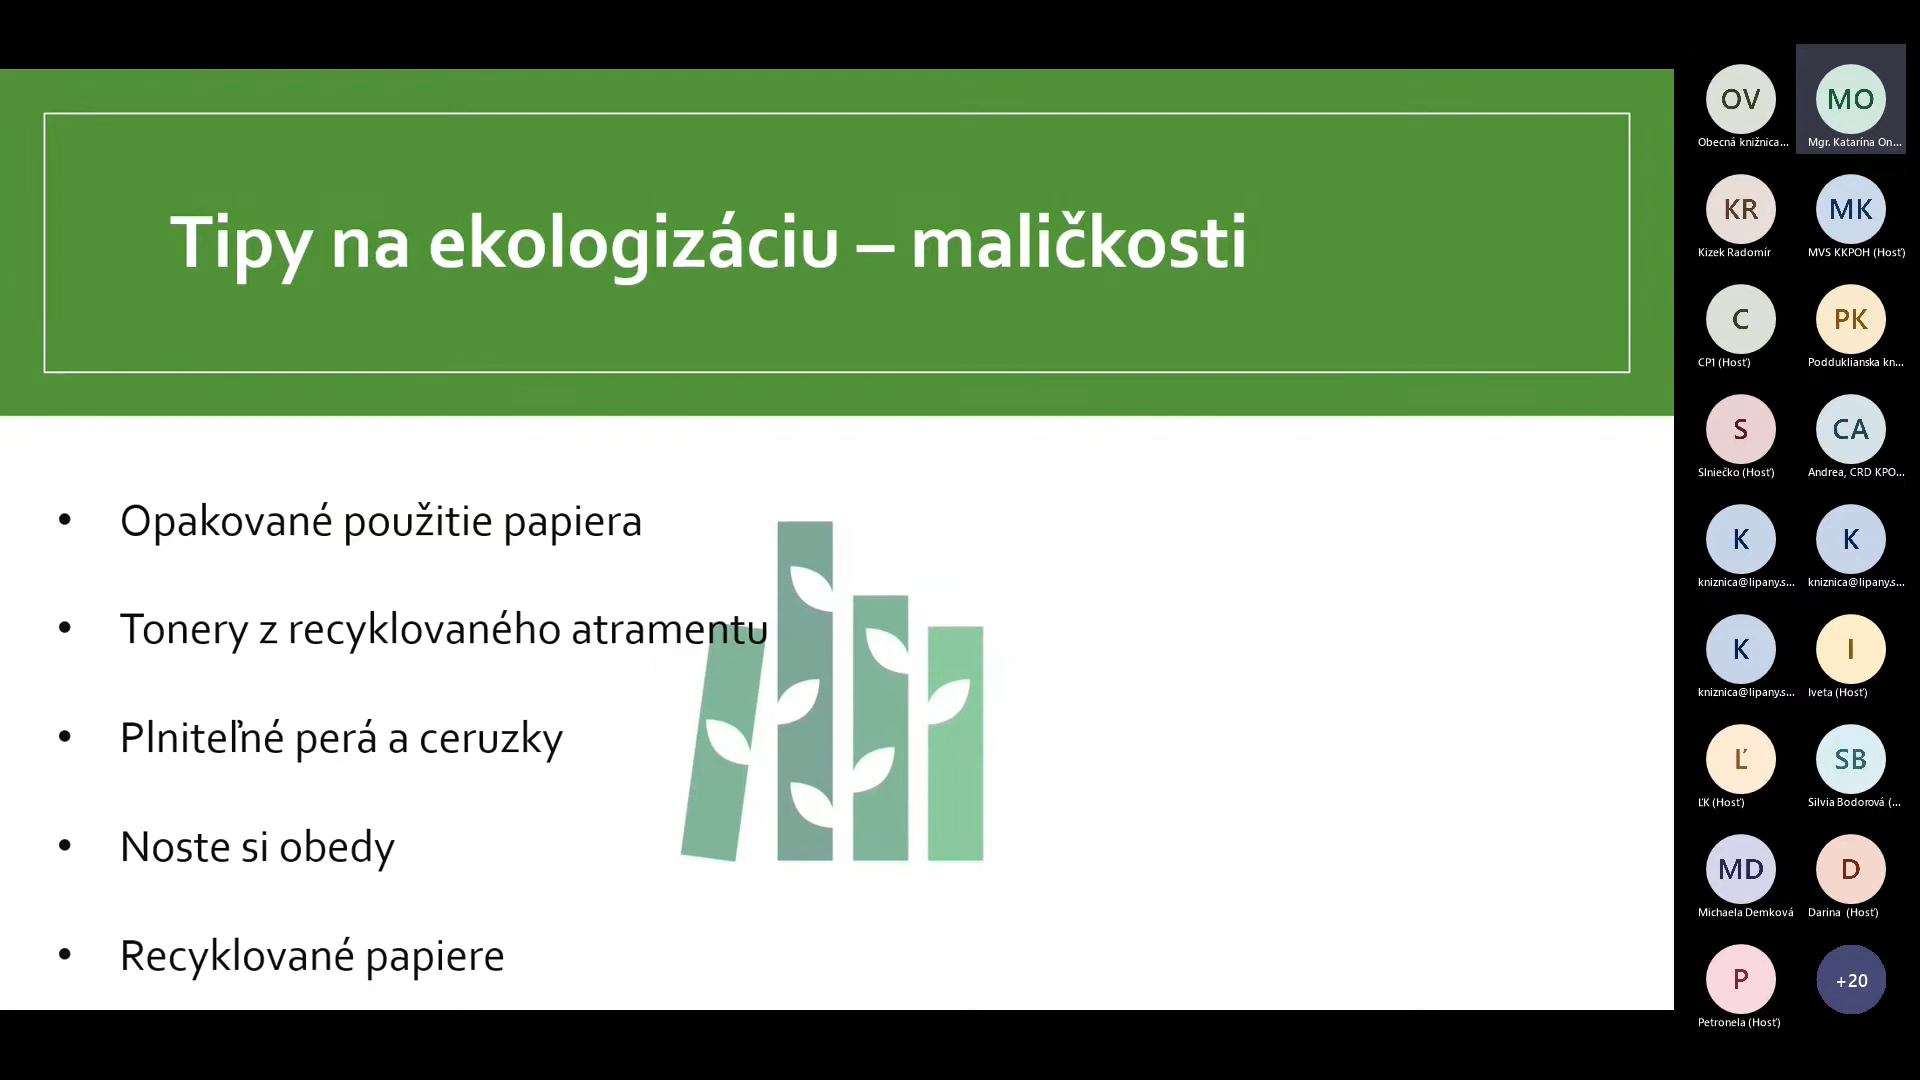 Tipy na ekologizáciu – maličkosti
• Opakované použitie papiera
• Tonery z recyklovaného atramentu
• Plniteľné perá a ceruzky
• Noste si obedy
• Recyklované papiere
OV
Obecná knižnica...
MO
Mgr. Katarína On...
KR
Kizek Radomír
MK
MVS KKPOH (Hosť)
C
CP1 (Hosť)
PK
Podduklianska kn...
S
Slniečko (Hosť)
CA
Andrea, CRD KPO...
K
kniznica@lipany.s...
K
kniznica@lipany.s...
K
kniznica@lipany.s...
I
Iveta (Hosť)
Ľ
ĽK (Hosť)
SB
Silvia Bodorová (...
MD
Michaela Demková
D
Darina (Hosť)
P
Petronela (Hosť)
+20